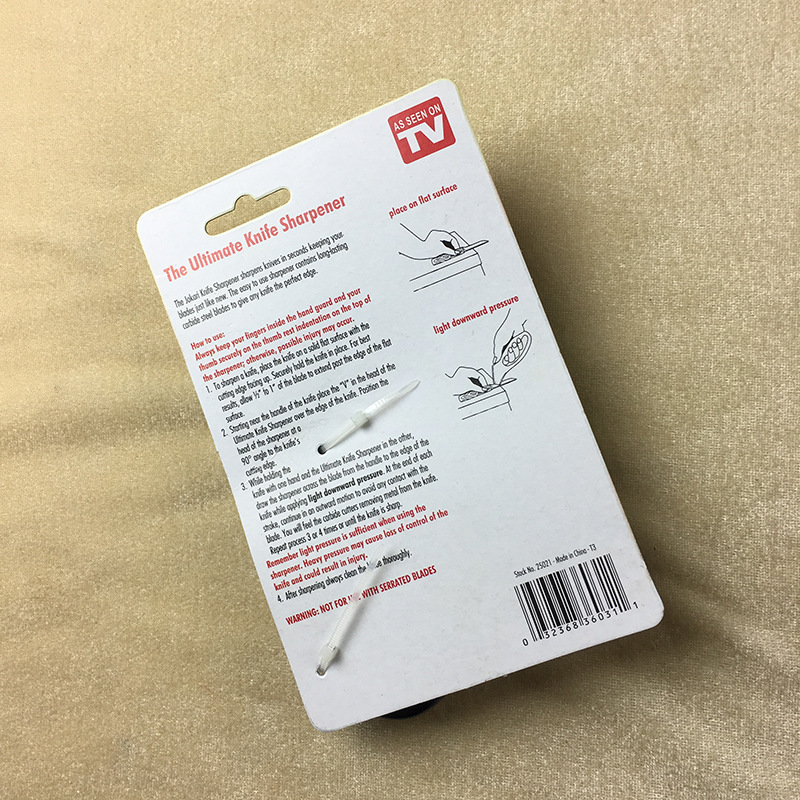 AS SEEN ON
TV
The Ultimate Knife Sharpener
The Jokari Knife Sharpener sharpens knives in seconds keeping your
blades just like new. The easy to use sharpener contains long-lasting
carbide steel blades to give any knife the perfect edge.
How to use:
Always keep your fingers inside the hand guard and your
thumb securely on the thumb rest indentation on the top of
the sharpener; otherwise, possible injury may occur.
1. To sharpen a knife, place the knife on a solid flat surface with the
cutting edge facing up. Securely hold the knife in place. For best
results, allow ½" to 1" of the blade to extend past the edge of the flat
surface.
2. Starting near the handle of the knife place the "V" in the head of the
Ultimate Knife Sharpener over the edge of the knife. Position the
head of the sharpener at a
90° angle to the knife's
cutting edge.
3. While holding the
knife with one hand and the Ultimate Knife Sharpener in the other,
draw the sharpener across the blade from the handle to the edge of the
knife while applying light downward pressure. At the end of each
stroke, continue in an outward motion to avoid any contact with the
blade. You will feel the carbide cutters removing metal from the knife.
Repeat process 3 or 4 times or until the knife is sharp.
Remember light pressure is sufficient when using the
sharpener. Heavy pressure may cause loss of control of the
knife and could result in injury.
4. After sharpening always clean the thoroughly.
WARNING: NOT FOR USE WITH SERRATED BLADES
place on flat surface
light downward pressure
Stock No. 25021 - Made in China - T3
0 32368 36031 1